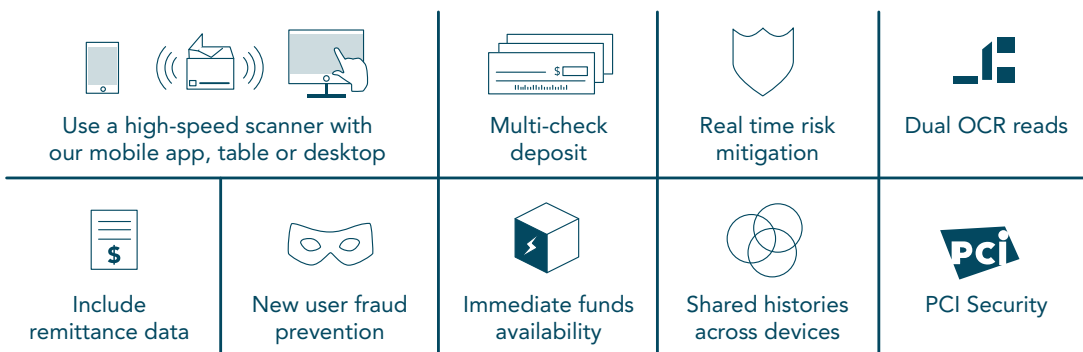 $
Use a high-speed scanner with
our mobile app, table or desktop
Multi-check
deposit
Real time risk
mitigation
Dual OCR reads
$
Include
remittance data
New user fraud
prevention
Immediate funds
availability
Shared histories
across devices
PCi
PCI Security